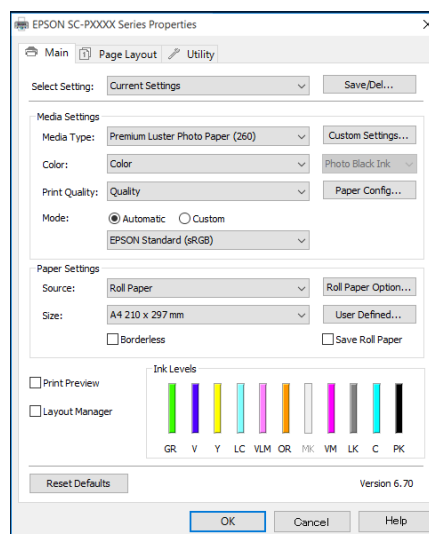 EPSON SC-PXXXX Series Properties
Main Page Layout Utility
Select Setting: Current Settings Save/Del...
Media Settings
Media Type: Premium Luster Photo Paper (260) Custom Settings...
Color: Color Photo Black Ink
Print Quality: Quality Paper Config...
Mode: Automatic Custom
EPSON Standard (sRGB)
Paper Settings
Source: Roll Paper Roll Paper Option...
Size: A4 210 x 297 mm User Defined...
Borderless Save Roll Paper
Print Preview
Layout Manager
Ink Levels
GR V Y LC VLM OR MK VM LK C PK
Reset Defaults Version 6.70
OK Cancel Help